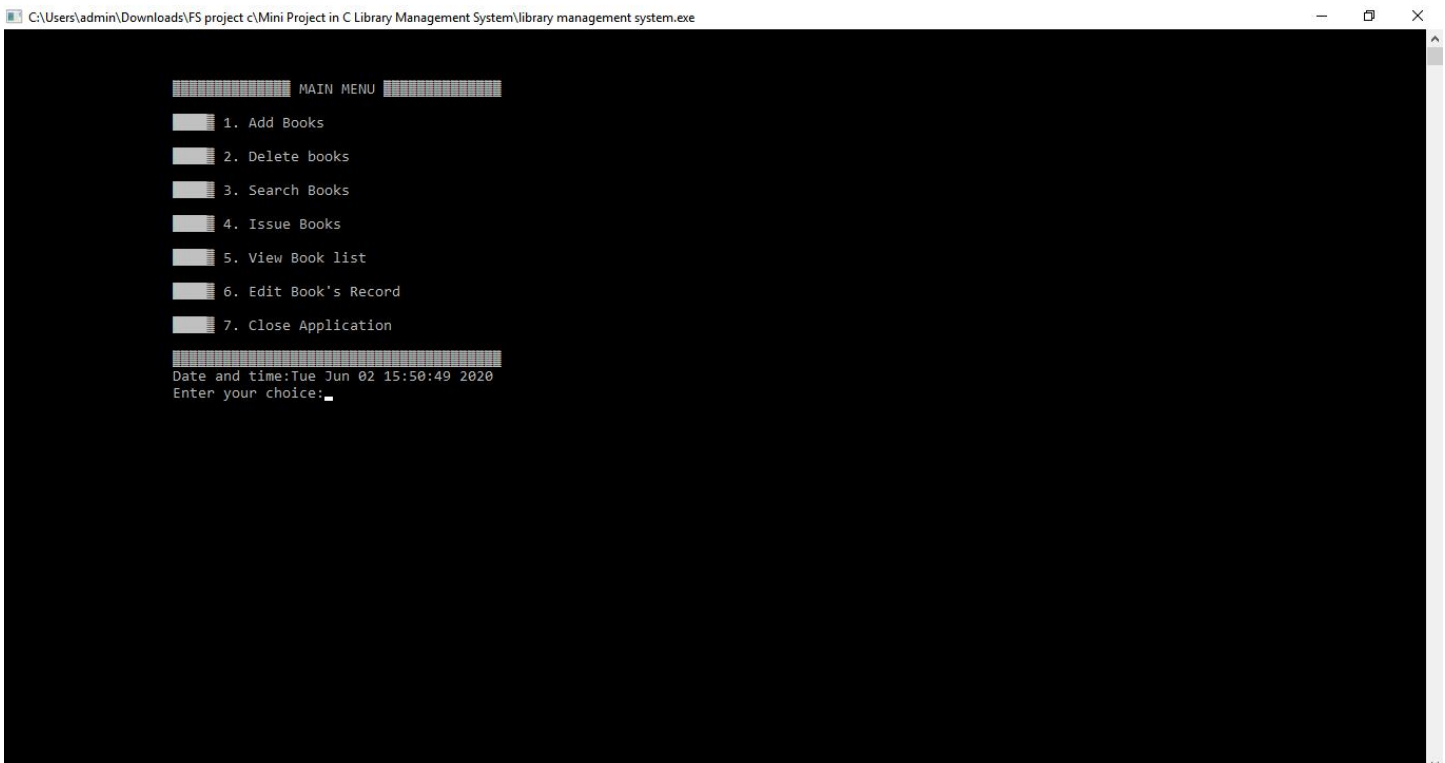 C:\Users\admin\Downloads\FS project c\Mini Project in C Library Management System\library management system.exe
MAIN MENU
1. Add Books
2. Delete books
3. Search Books
4. Issue Books
5. View Book list
6. Edit Book's Record
7. Close Application
Date and time:Tue Jun 02 15:50:49 2020
Enter your choice: